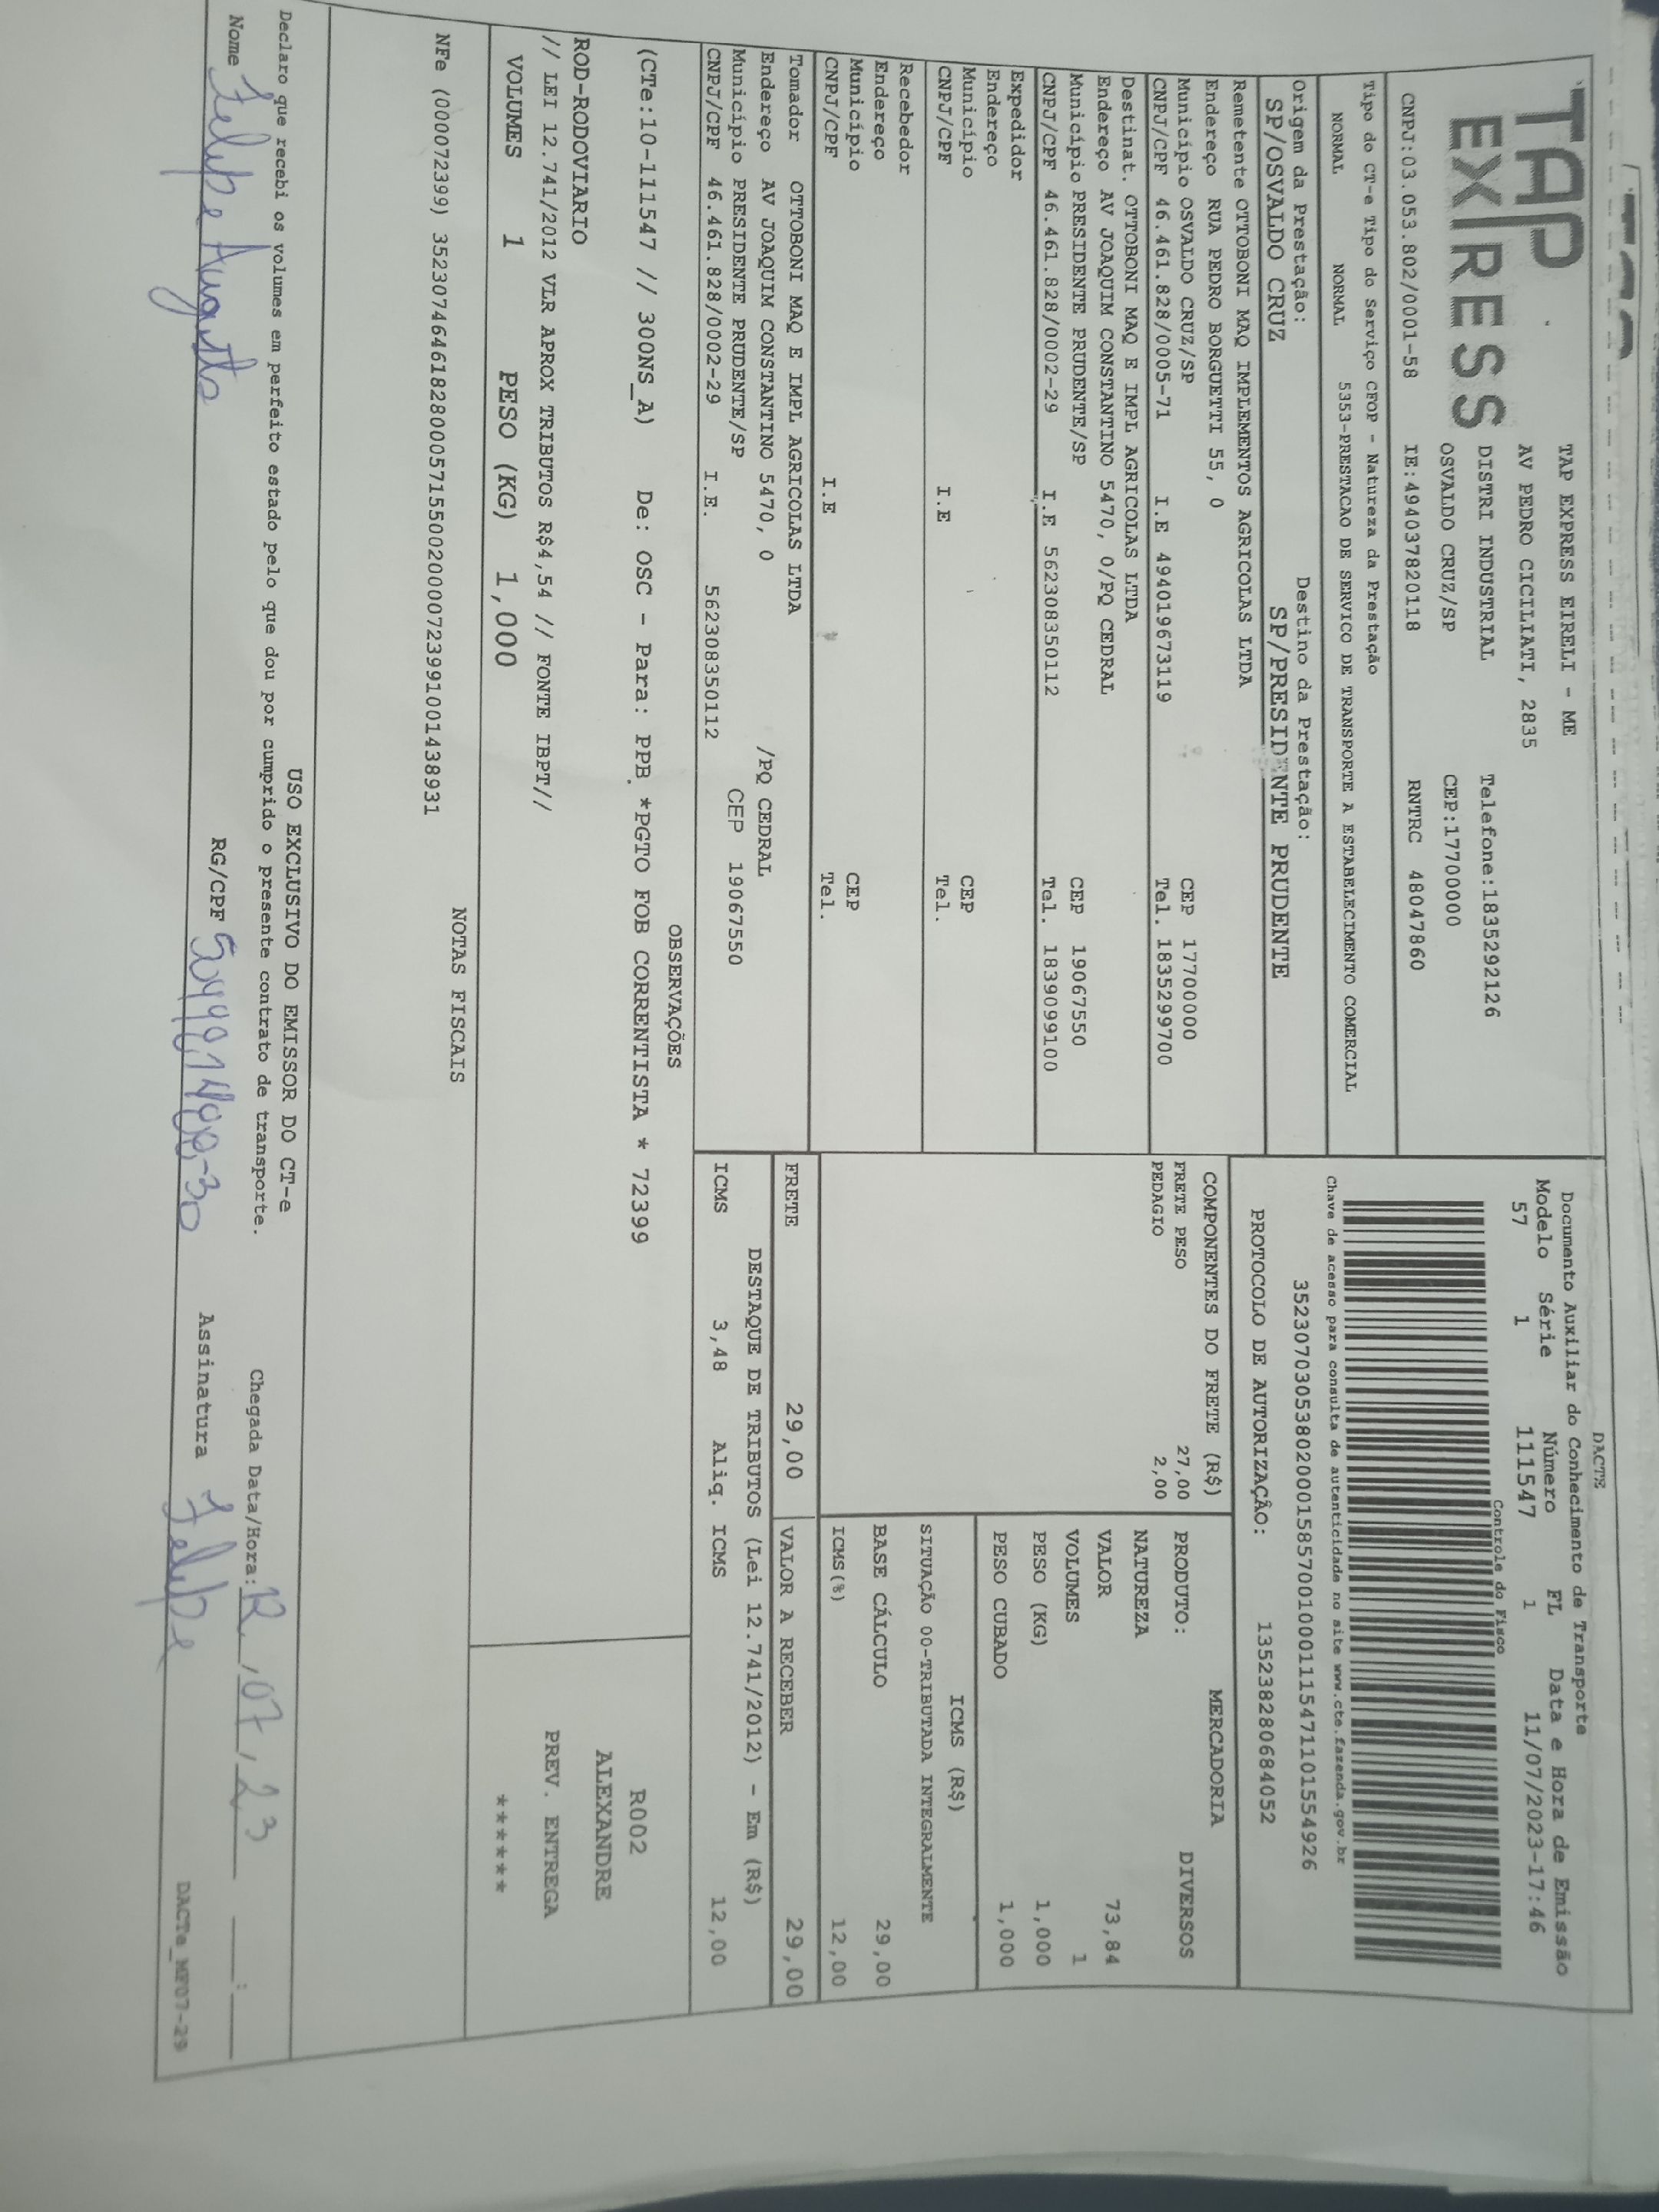 TAP EXPRESS
TAP EXPRESS EIRELI - ME
AV PEDRO CICILIATI, 2835
DISTRI INDUSTRIAL Telefone:1835292126
OSVALDO CRUZ/SP CEP:17700000
CNPJ:03.053.802/0001-58 IE:494037820118 RNTRC 48047860
Tipo do CT-e Tipo do Serviço CFOP - Natureza da Prestação
NORMAL NORMAL 5353-PRESTACAO DE SERVICO DE TRANSPORTE A ESTABELECIMENTO COMERCIAL
Origem da Prestação: Destino da Prestação:
SP/OSVALDO CRUZ SP/PRESIDENTE PRUDENTE
Remetente OTTOBONI MAQ IMPLEMENTOS AGRICOLAS LTDA
Endereço RUA PEDRO BORGUETTI 55, 0
Município OSVALDO CRUZ/SP CEP 17700000
CNPJ/CPF 46.461.828/0005-71 I.E 494019673119 Tel. 1835299700
Destinat. OTTOBONI MAQ E IMPL AGRICOLAS LTDA
Endereço AV JOAQUIM CONSTANTINO 5470, 0/PQ CEDRAL
Município PRESIDENTE PRUDENTE/SP CEP 19067550
CNPJ/CPF 46.461.828/0002-29 I.E 562308350112 Tel. 1839099100
Expedidor
Endereço
Município CEP
CNPJ/CPF I.E Tel.
Recebedor
Endereço
Município CEP
CNPJ/CPF I.E Tel.
Tomador OTTOBONI MAQ E IMPL AGRICOLAS LTDA
Endereço AV JOAQUIM CONSTANTINO 5470, 0 /PQ CEDRAL
Município PRESIDENTE PRUDENTE/SP CEP 19067550
CNPJ/CPF 46.461.828/0002-29 I.E. 562308350112
DACTE
Documento Auxiliar do Conhecimento de Transporte
Modelo Série Número FL Data e Hora de Emissão
57 1 111547 1 11/07/2023-17:46
Controle do Fisco
Chave de acesso para consulta de autenticidade no site www.cte.fazenda.gov.br
35230703053802000158570010001115471101554926
PROTOCOLO DE AUTORIZAÇÃO: 135238280684052
COMPONENTES DO FRETE (R$)
FRETE PESO 27,00
PEDAGIO 2,00
MERCADORIA
PRODUTO: DIVERSOS
NATUREZA
VALOR 73,84
VOLUMES 1
PESO (KG) 1,000
PESO CUBADO 1,000
ICMS (R$)
SITUAÇÃO 00-TRIBUTADA INTEGRALMENTE
BASE CÁLCULO 29,00
ICMS(%) 12,00
FRETE 29,00 VALOR A RECEBER 29,00
DESTAQUE DE TRIBUTOS (Lei 12.741/2012) - Em (R$)
ICMS 3,48 Aliq. ICMS 12,00
OBSERVAÇÕES
(CTe:10-111547 // 300NS_A) De: OSC - Para: PPB *PGTO FOB CORRENTISTA * 72399
ROD-RODOVIARIO
// LEI 12.741/2012 VLR APROX TRIBUTOS R$4,54 // FONTE IBPT//
VOLUMES 1 PESO (KG) 1,000
R002
ALEXANDRE
PREV. ENTREGA
******
NOTAS FISCAIS
NFe (000072399) 35230746461828000571550020000723991001438931
USO EXCLUSIVO DO EMISSOR DO CT-e
Declaro que recebi os volumes em perfeito estado pelo que dou por cumprido o presente contrato de transporte. Chegada Data/Hora: 12,07,23 :
Nome Felipe Augusto RG/CPF Assinatura Felipe
DACTe_MF07-29